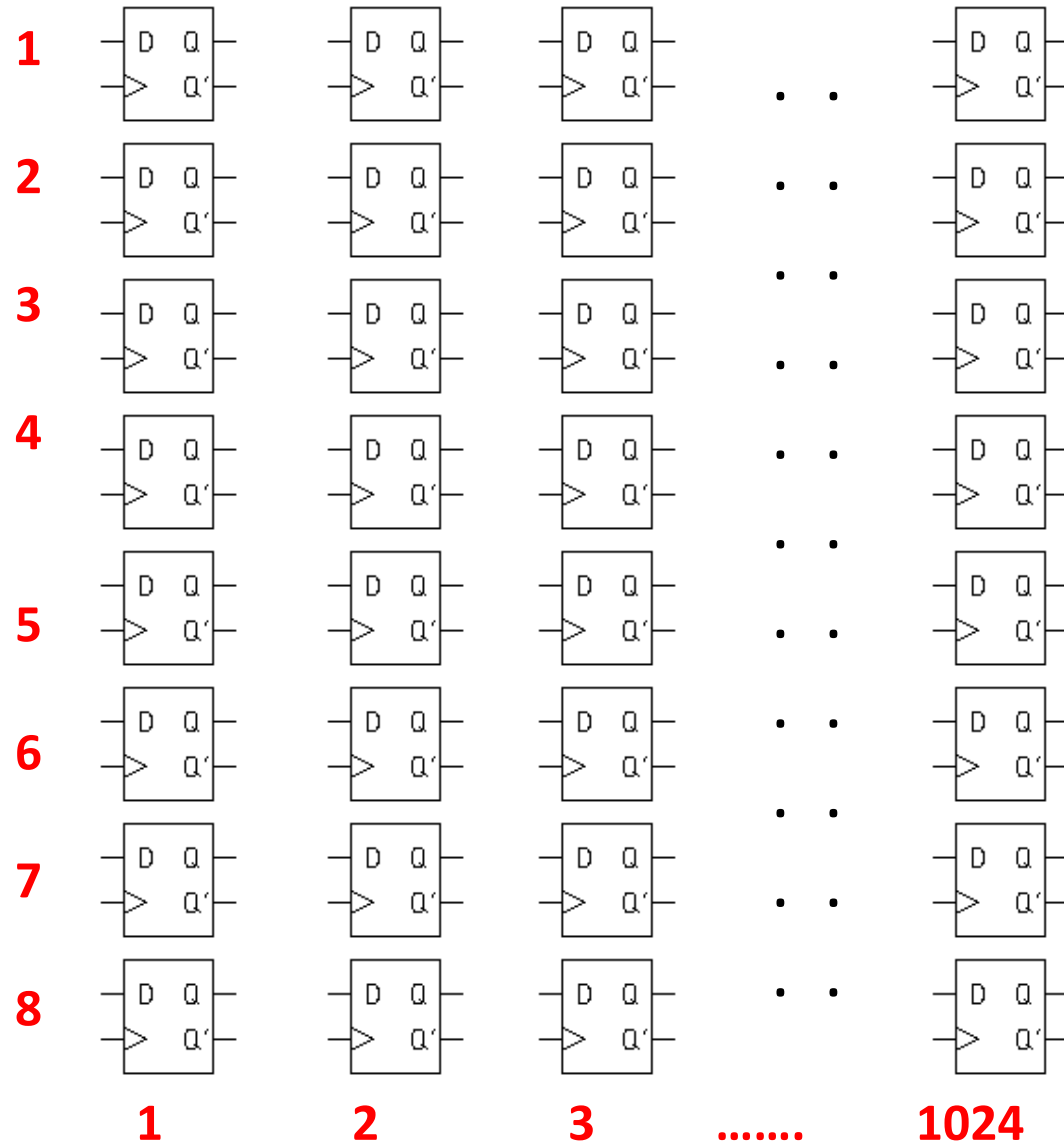 1
D Q D Q D Q D Q
Q' Q' Q' . . Q'
2
D Q D Q D Q . . D Q
Q' Q' Q' Q'
. .
3
D Q D Q D Q D Q
Q' Q' Q' . . Q'
4
D Q D Q D Q . . D Q
Q' Q' Q' Q'
. .
5
D Q D Q D Q D Q
Q' Q' Q' . . Q'
6
D Q D Q D Q . . D Q
Q' Q' Q' Q'
. .
7
D Q D Q D Q D Q
Q' Q' Q' . . Q'
8
D Q D Q D Q . . D Q
Q' Q' Q' Q'
1 2 3 ....... 1024